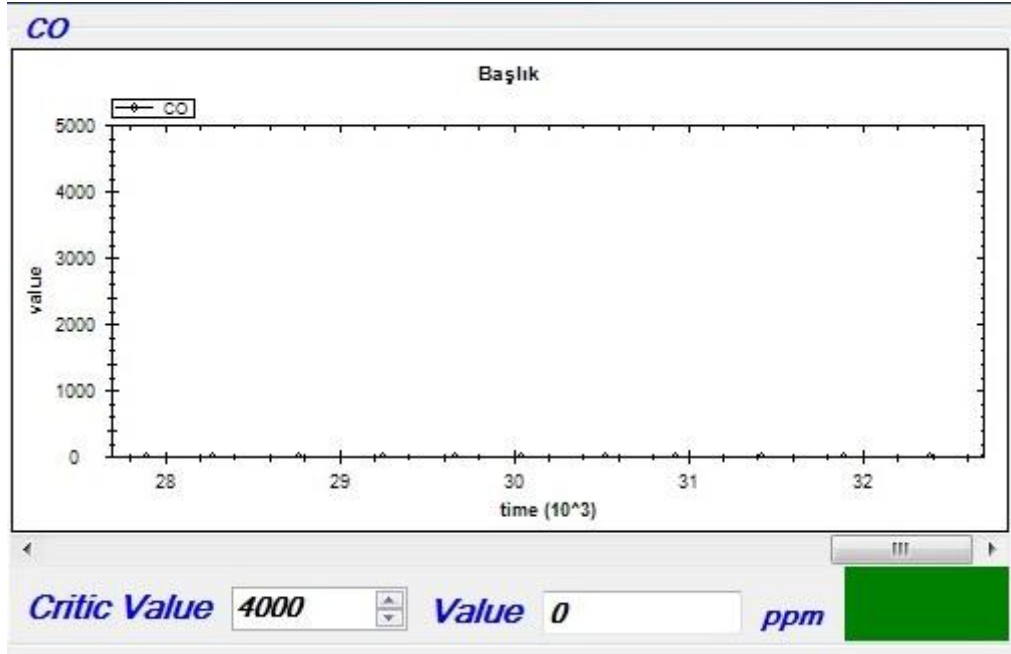 CO
Başlık
CO
5000
4000
3000
2000
1000
0
value
28 29 30 31 32
time (10^3)
Critic Value 4000 Value 0 ppm